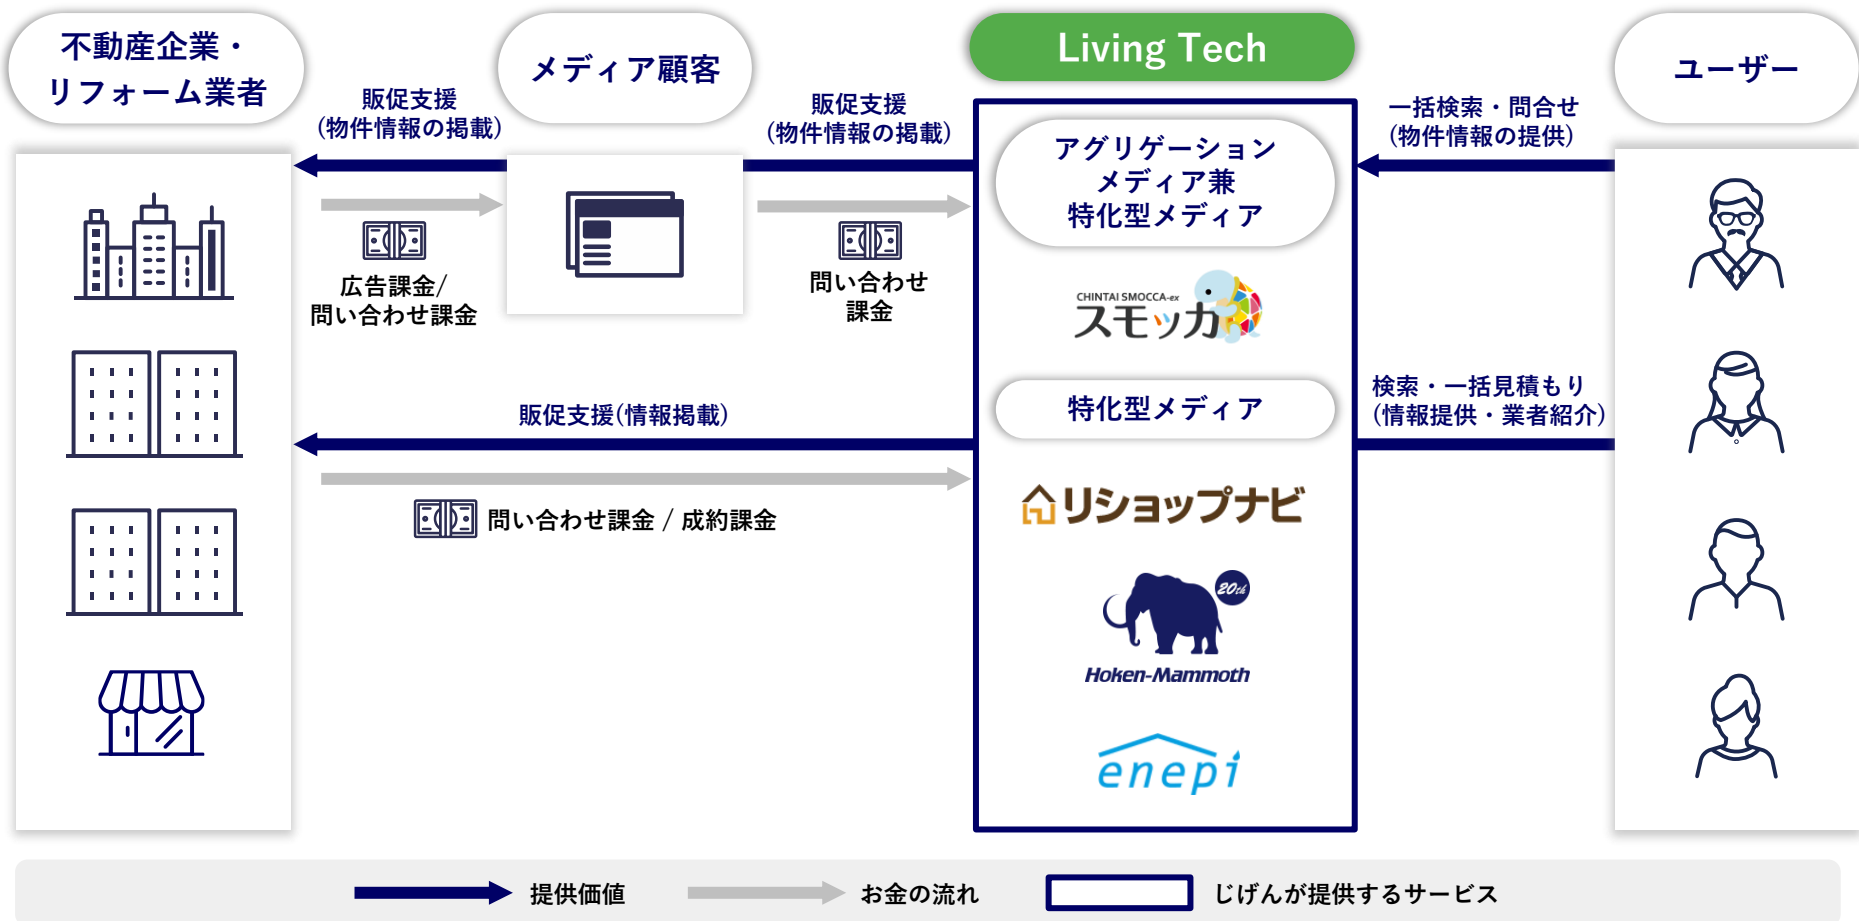 不動産企業・
リフォーム業者
メディア顧客
Living Tech
ユーザー
販促支援
(物件情報の掲載)
販促支援
(物件情報の掲載)
一括検索・問合せ
(物件情報の提供)
アグリゲーション
メディア兼
特化型メディア
広告課金/
問い合わせ課金
問い合わせ
課金
CHINTAI SMOCCA-ex
スモッカ
販促支援(情報掲載)
特化型メディア
検索・一括見積もり
(情報提供・業者紹介)
問い合わせ課金 / 成約課金
リショップナビ
20th
Hoken-Mammoth
enepi
提供価値
お金の流れ
じげんが提供するサービス